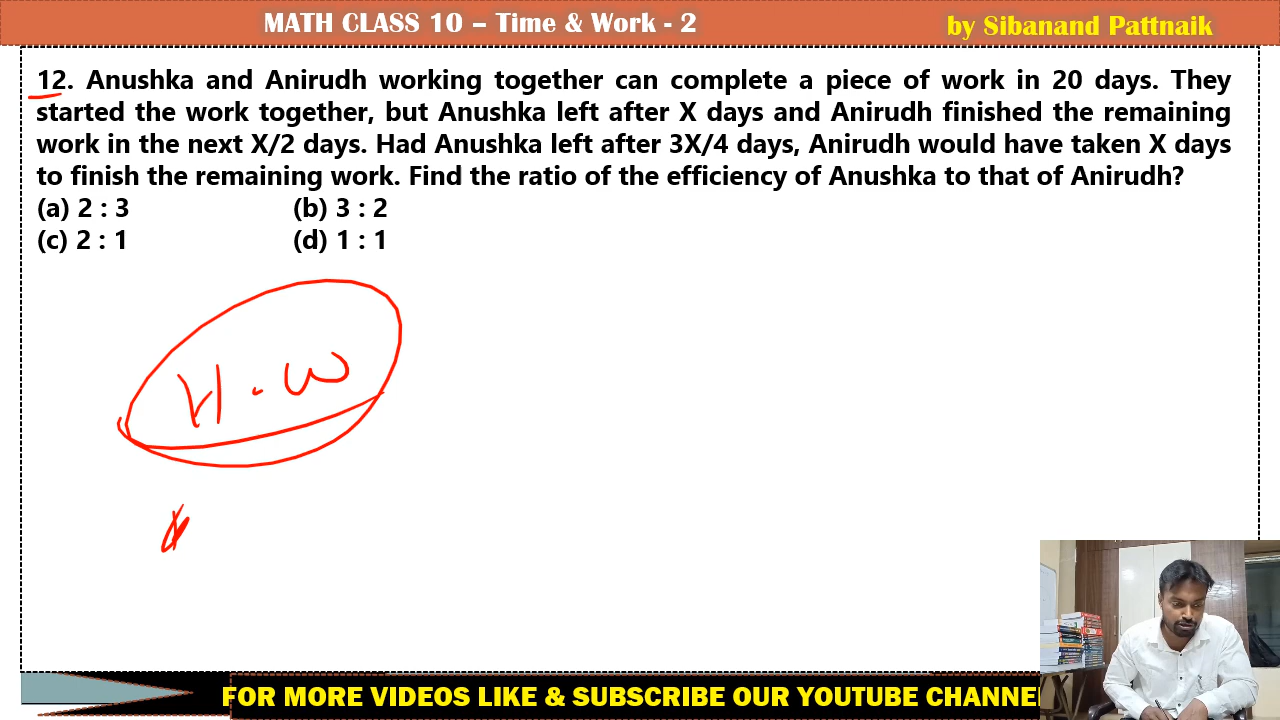 MATH CLASS 10 – Time & Work - 2
by Sibanand Pattnaik
12. Anushka and Anirudh working together can complete a piece of work in 20 days. They
started the work together, but Anushka left after X days and Anirudh finished the remaining
work in the next X/2 days. Had Anushka left after 3X/4 days, Anirudh would have taken X days
to finish the remaining work. Find the ratio of the efficiency of Anushka to that of Anirudh?
(a) 2 : 3 (b) 3 : 2
(c) 2 : 1 (d) 1 : 1
H.W
FOR MORE VIDEOS LIKE & SUBSCRIBE OUR YOUTUBE CHANNEL